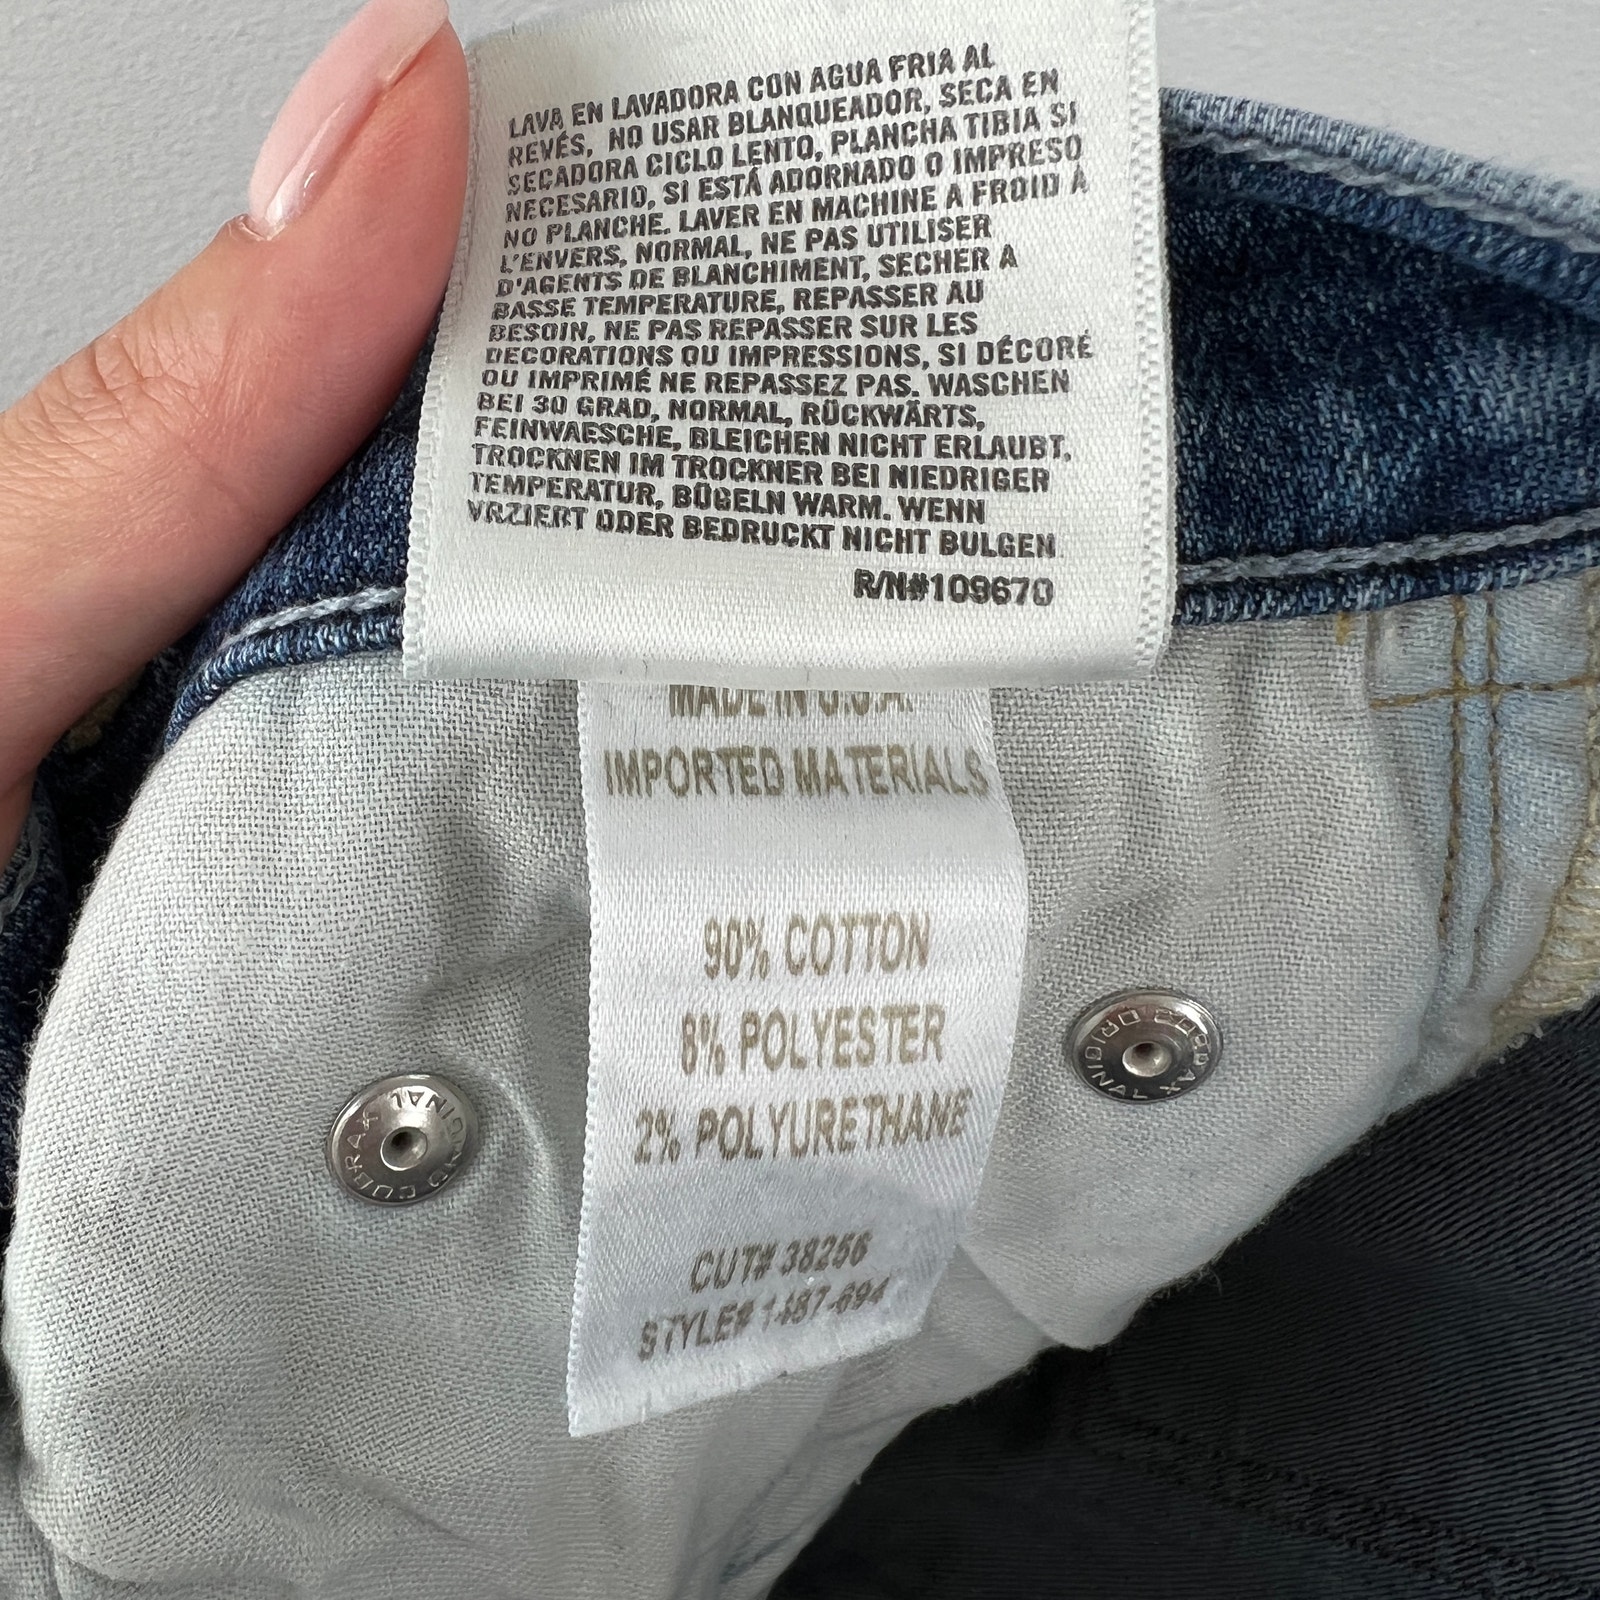 LAVA EN LAVADORA CON AGUA FRIA AL
REVÉS, NO USAR BLANQUEADOR, SECA EN
SECADORA CICLO LENTO, PLANCHA TIBIA SI
NECESARIO, SI ESTÁ ADORNADO O IMPRESO
NO PLANCHE. LAVER EN MACHINE A FROID À
L'ENVERS, NORMAL, NE PAS UTILISER
D'AGENTS DE BLANCHIMENT, SECHER A
BASSE TEMPERATURE, REPASSER AU
BESOIN, NE PAS REPASSER SUR LES
DECORATIONS OU IMPRESSIONS, SI DÉCORÉ
OU IMPRIMÉ NE REPASSEZ PAS. WASCHEN
BEI 30 GRAD, NORMAL, RÜCKWÄRTS,
FEINWAESCHE, BLEICHEN NICHT ERLAUBT,
TROCKNEN IM TROCKNER BEI NIEDRIGER
TEMPERATUR, BÜGELN WARM. WENN
VRZIERT ODER BEDRUCKT NICHT BULGEN
R/N#109670
MADE IN U.S.A.
IMPORTED MATERIALS
90% COTTON
8% POLYESTER
2% POLYURETHANE
CUT# 38256
STYLE# 1487-694
ORIGINAL
ORIGINAL